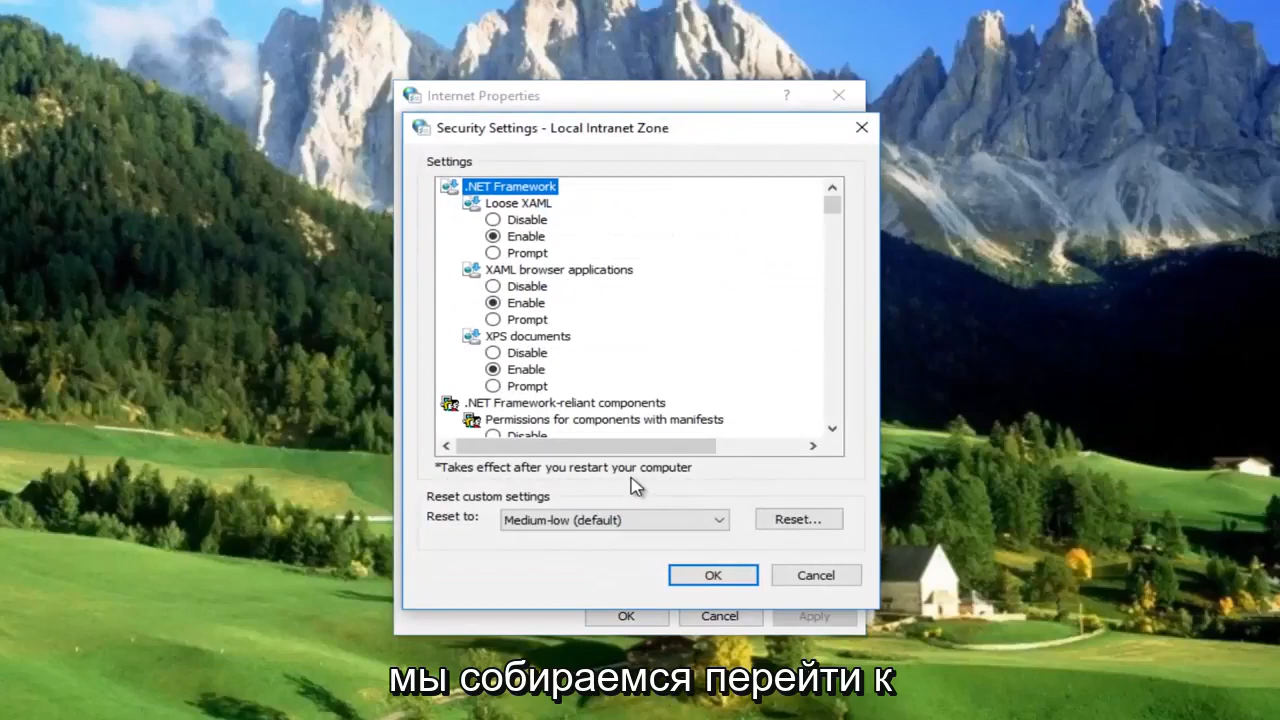 Internet Properties
?
Security Settings - Local Intranet Zone
Settings
.NET Framework
Loose XAML
Disable
Enable
Prompt
XAML browser applications
Disable
Enable
Prompt
XPS documents
Disable
Enable
Prompt
.NET Framework-reliant components
Permissions for components with manifests
Disable
*Takes effect after you restart your computer
Reset custom settings
Reset to:
Medium-low (default)
Reset...
OK
Cancel
OK
Cancel
Apply
мы собираемся перейти к